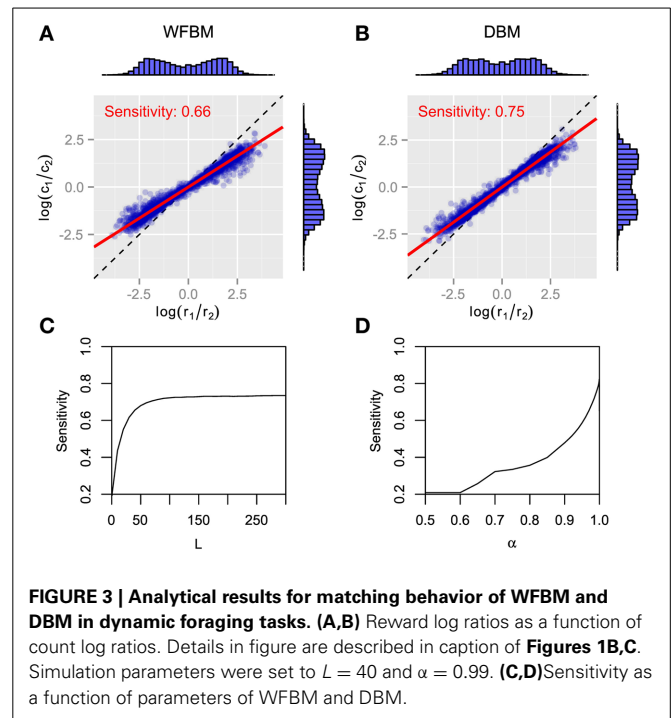 A
WFBM
Sensitivity: 0.66
log(c₁/c₂)
2.5
0.0
-2.5
-2.5
0.0
2.5
log(r₁/r₂)
B
DBM
Sensitivity: 0.75
log(c₁/c₂)
2.5
0.0
-2.5
-2.5
0.0
2.5
log(r₁/r₂)
C
Sensitivity
1.0
0.8
0.6
0.4
0.2
0
50
150
250
L
D
Sensitivity
1.0
0.8
0.6
0.4
0.2
0.5
0.6
0.7
0.8
0.9
1.0
α
FIGURE 3 | Analytical results for matching behavior of WFBM and
DBM in dynamic foraging tasks. (A,B) Reward log ratios as a function of
count log ratios. Details in figure are described in caption of Figures 1B,C.
Simulation parameters were set to L = 40 and α = 0.99. (C,D)Sensitivity as
a function of parameters of WFBM and DBM.